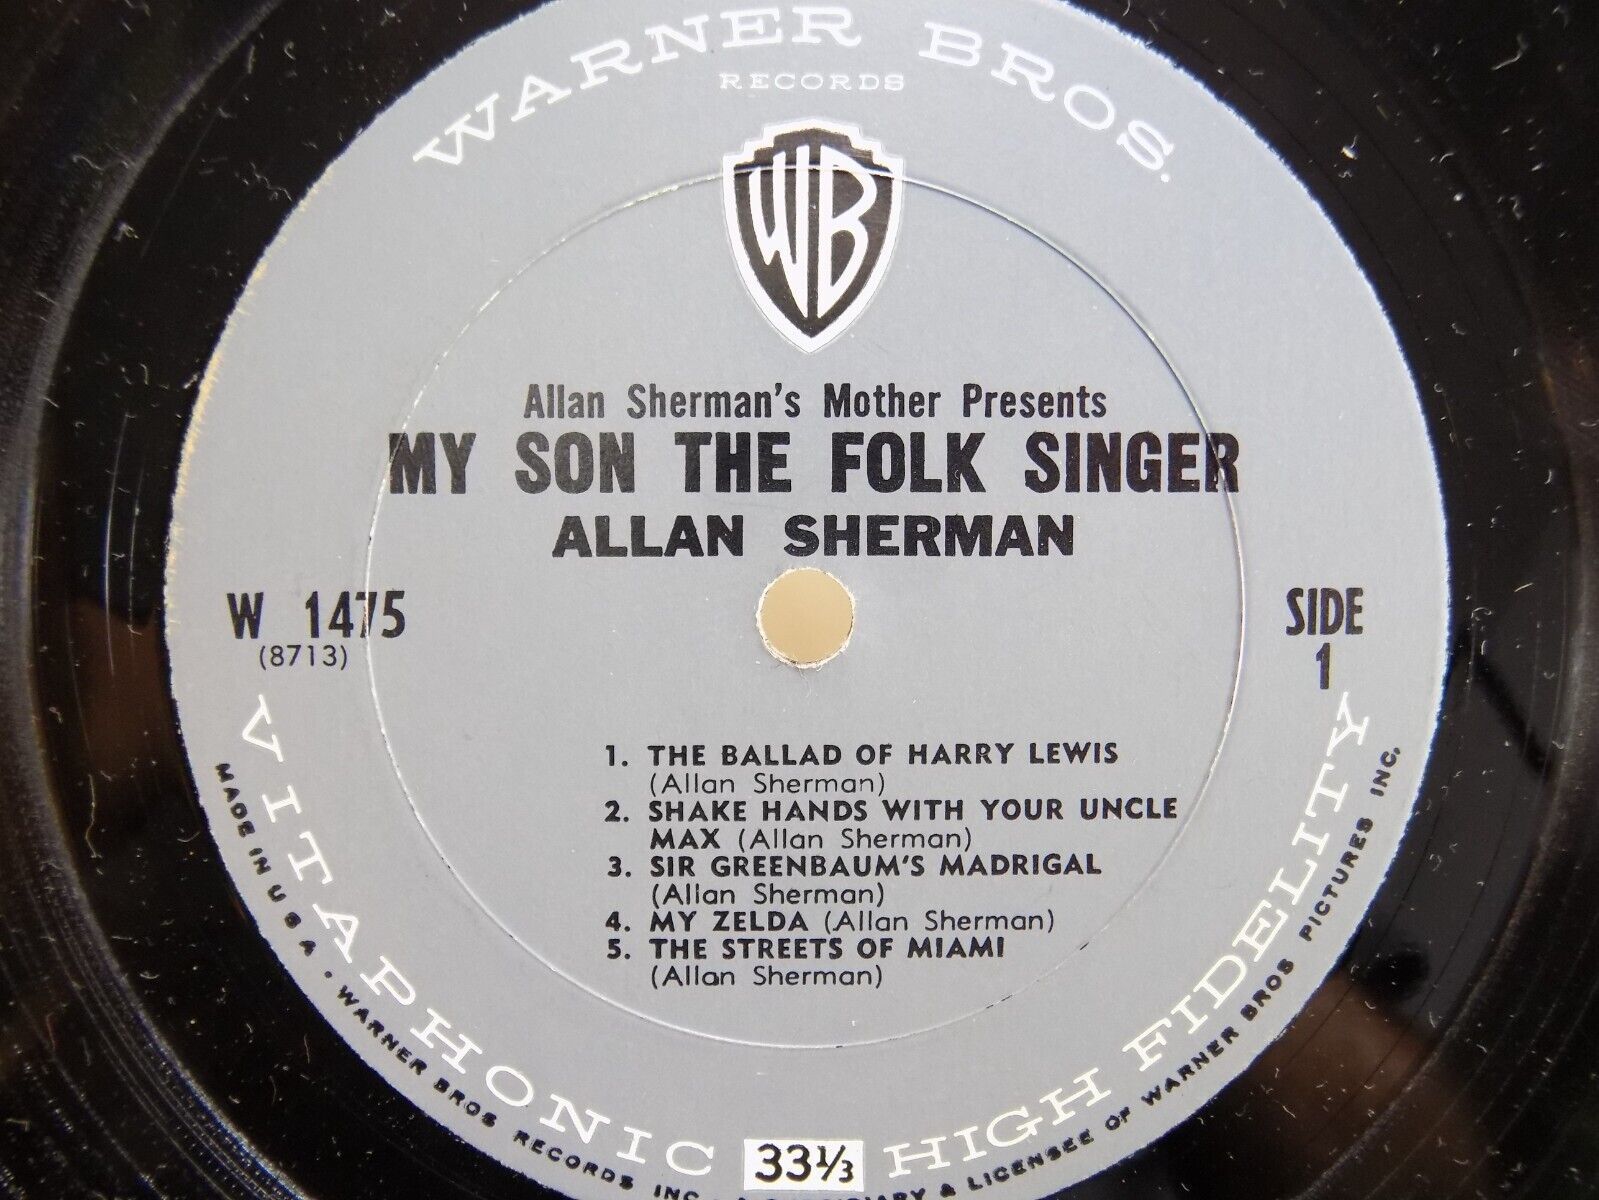 WARNER BROS.
RECORDS
WB
Allan Sherman's Mother Presents
MY SON THE FOLK SINGER
ALLAN SHERMAN
W 1475
(8713)
SIDE
1
1. THE BALLAD OF HARRY LEWIS
(Allan Sherman)
2. SHAKE HANDS WITH YOUR UNCLE
MAX (Allan Sherman)
3. SIR GREENBAUM'S MADRIGAL
(Allan Sherman)
4. MY ZELDA (Allan Sherman)
5. THE STREETS OF MIAMI
(Allan Sherman)
VITAPHONIC HIGH FIDELITY
33⅓
MADE IN U S A · WARNER BROS RECORDS INC. A & LICENSEE OF WARNER BROS PICTURES INC.